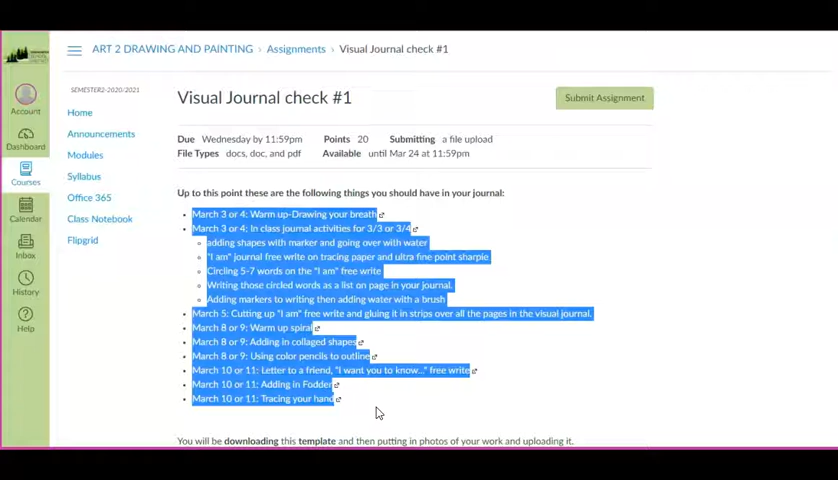 ART 2 DRAWING AND PAINTING > Assignments > Visual Journal check #1
SEMESTER2-2020/2021
Account
Dashboard
Courses
Calendar
Inbox
History
Help
Home
Announcements
Modules
Syllabus
Office 365
Class Notebook
Flipgrid
Visual Journal check #1
Submit Assignment
Due Wednesday by 11:59pm Points 20 Submitting a file upload
File Types docs, doc, and pdf Available until Mar 24 at 11:59pm
Up to this point these are the following things you should have in your journal:
March 3 or 4: Warm up-Drawing your breath
March 3 or 4: In class journal activities for 3/3 or 3/4
adding shapes with marker and going over with water
"I am" journal free write on tracing paper and ultra fine point sharpie
Circling 5-7 words on the "I am" free write
Writing those circled words as a list on page in your journal.
Adding markers to writing then adding water with a brush
March 5: Cutting up "I am" free write and gluing it in strips over all the pages in the visual journal.
March 8 or 9: Warm up spiral
March 8 or 9: Adding in collaged shapes
March 8 or 9: Using color pencils to outline
March 10 or 11: Letter to a friend, "I want you to know..." free write
March 10 or 11: Adding in Fodder
March 10 or 11: Tracing your hand
You will be downloading this template and then putting in photos of your work and uploading it.